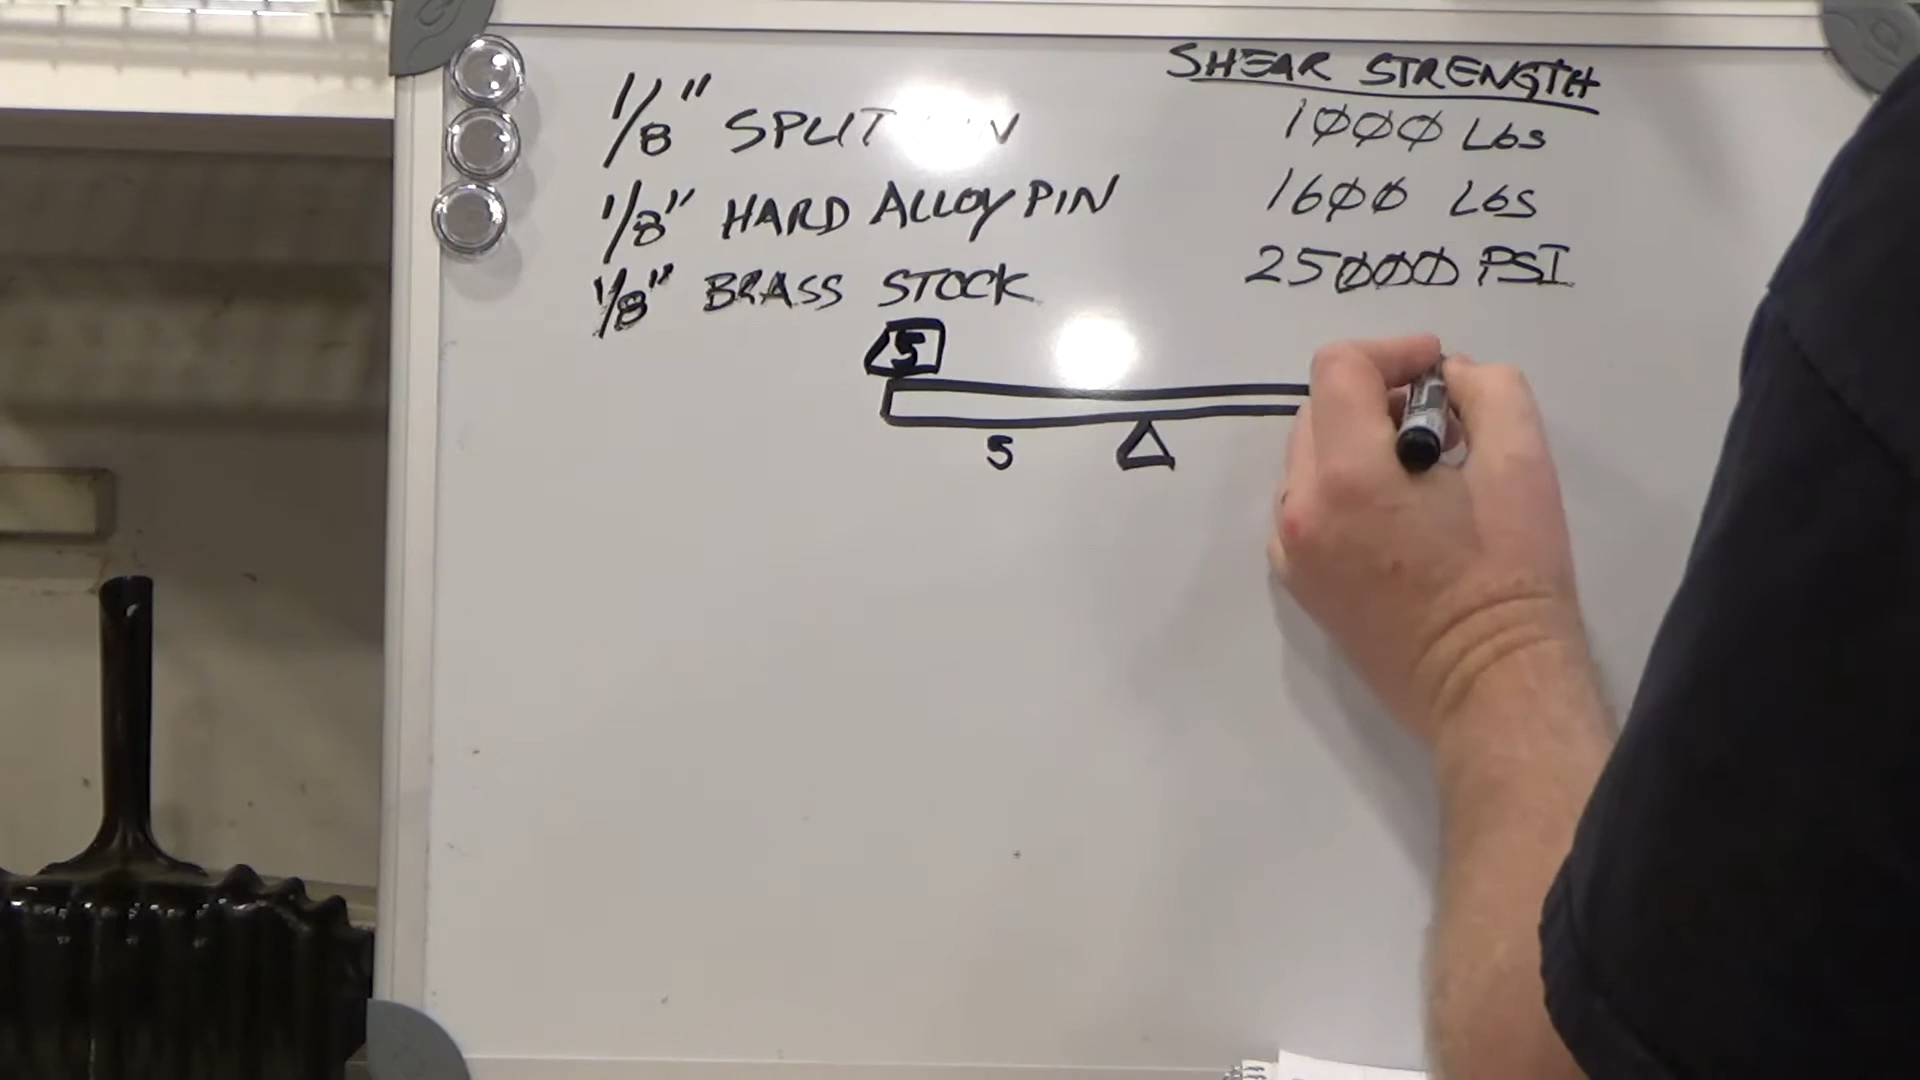 SHEAR STRENGTH
1/8" SPLIT 1000 Lbs
1/8" HARD ALLOY PIN 1600 Lbs
1/8" BRASS STOCK 25000 PSI
5
5